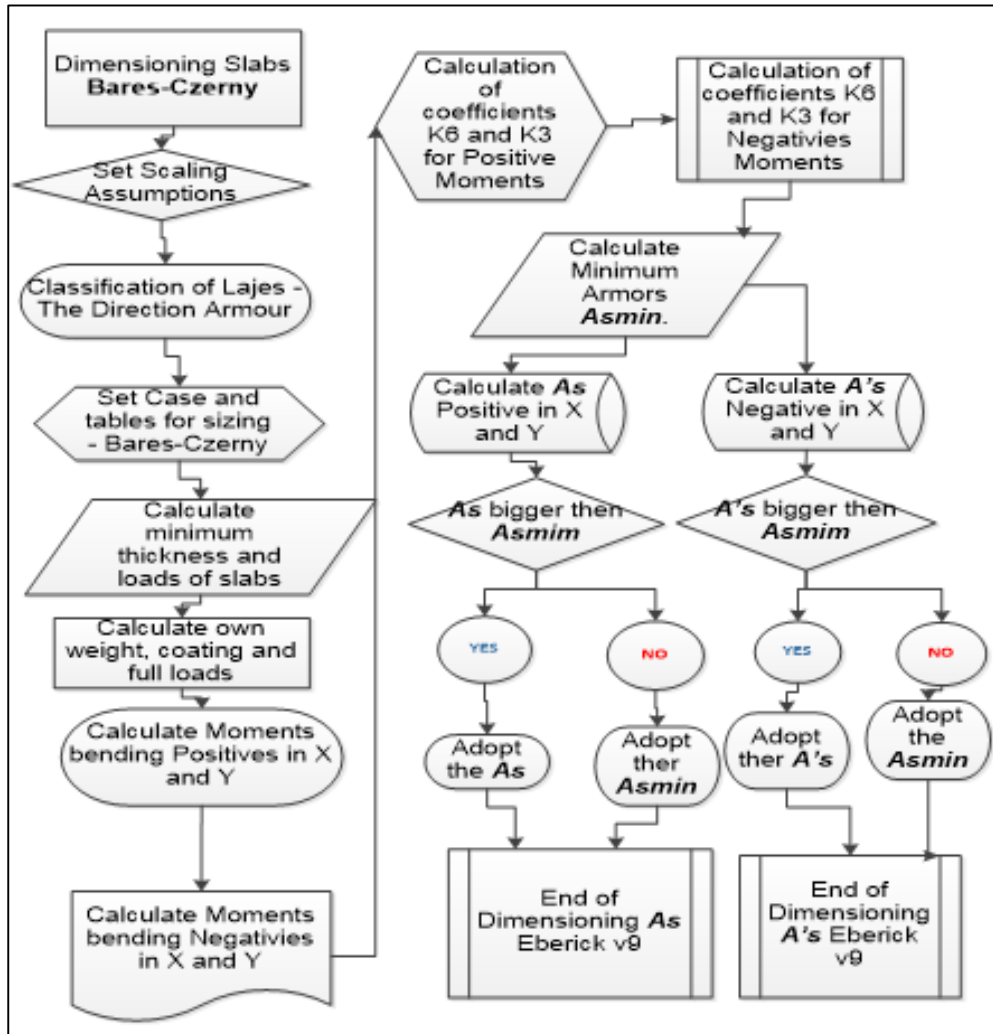 Dimensioning Slabs
Bares-Czerny
Set Scaling
Assumptions
Classification of Lajes -
The Direction Armour
Set Case and
tables for sizing
- Bares-Czerny
Calculate
minimum
thickness and
loads of slabs
Calculate own
weight, coating and
full loads
Calculate Moments
bending Positives in X
and Y
Calculate Moments
bending Negativies
in X and Y
Calculation
of
coefficients
K6 and K3
for Positive
Moments
Calculation of
coefficients K6
and K3 for
Negativies
Moments
Calculate
Minimum
Armors
Asmin.
Calculate As
Positive in X
and Y
Calculate A's
Negative in X
and Y
As bigger then
Asmim
A's bigger then
Asmim
YES
NO
YES
NO
Adopt
the As
Adopt
ther
Asmin
Adopt
ther A's
Adopt
the
Asmin
End of
Dimensioning As
Eberick v9
End of
Dimensioning
A's Eberick
v9